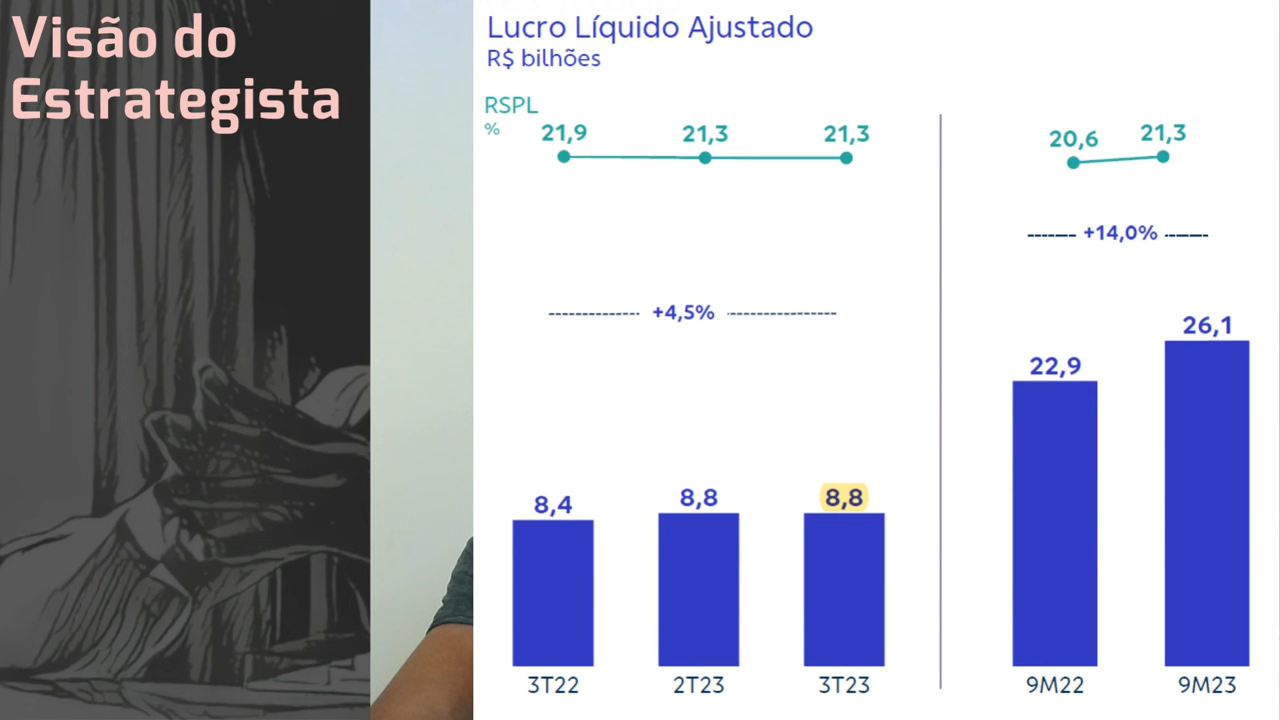 Visão do
Estrategista
Lucro Líquido Ajustado
R$ bilhões
RSPL
%
21,9 21,3 21,3
20,6 21,3
+14,0%
+4,5%
8,4 8,8 8,8
22,9 26,1
3T22 2T23 3T23
9M22 9M23